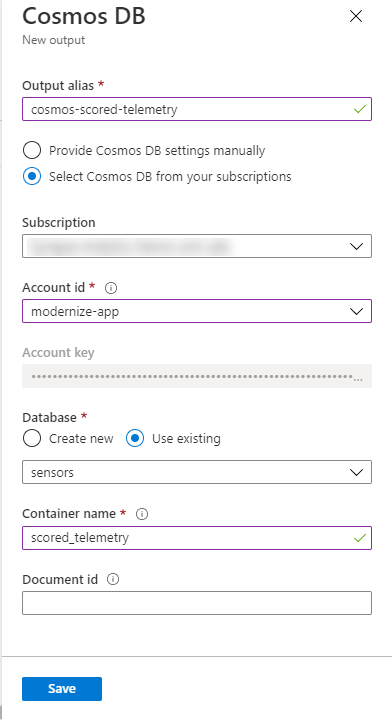 Cosmos DB
New output
Output alias *
cosmos-scored-telemetry
Provide Cosmos DB settings manually
Select Cosmos DB from your subscriptions
Subscription
Account id *
modernize-app
Account key
Database *
Create new Use existing
sensors
Container name *
scored_telemetry
Document id
Save